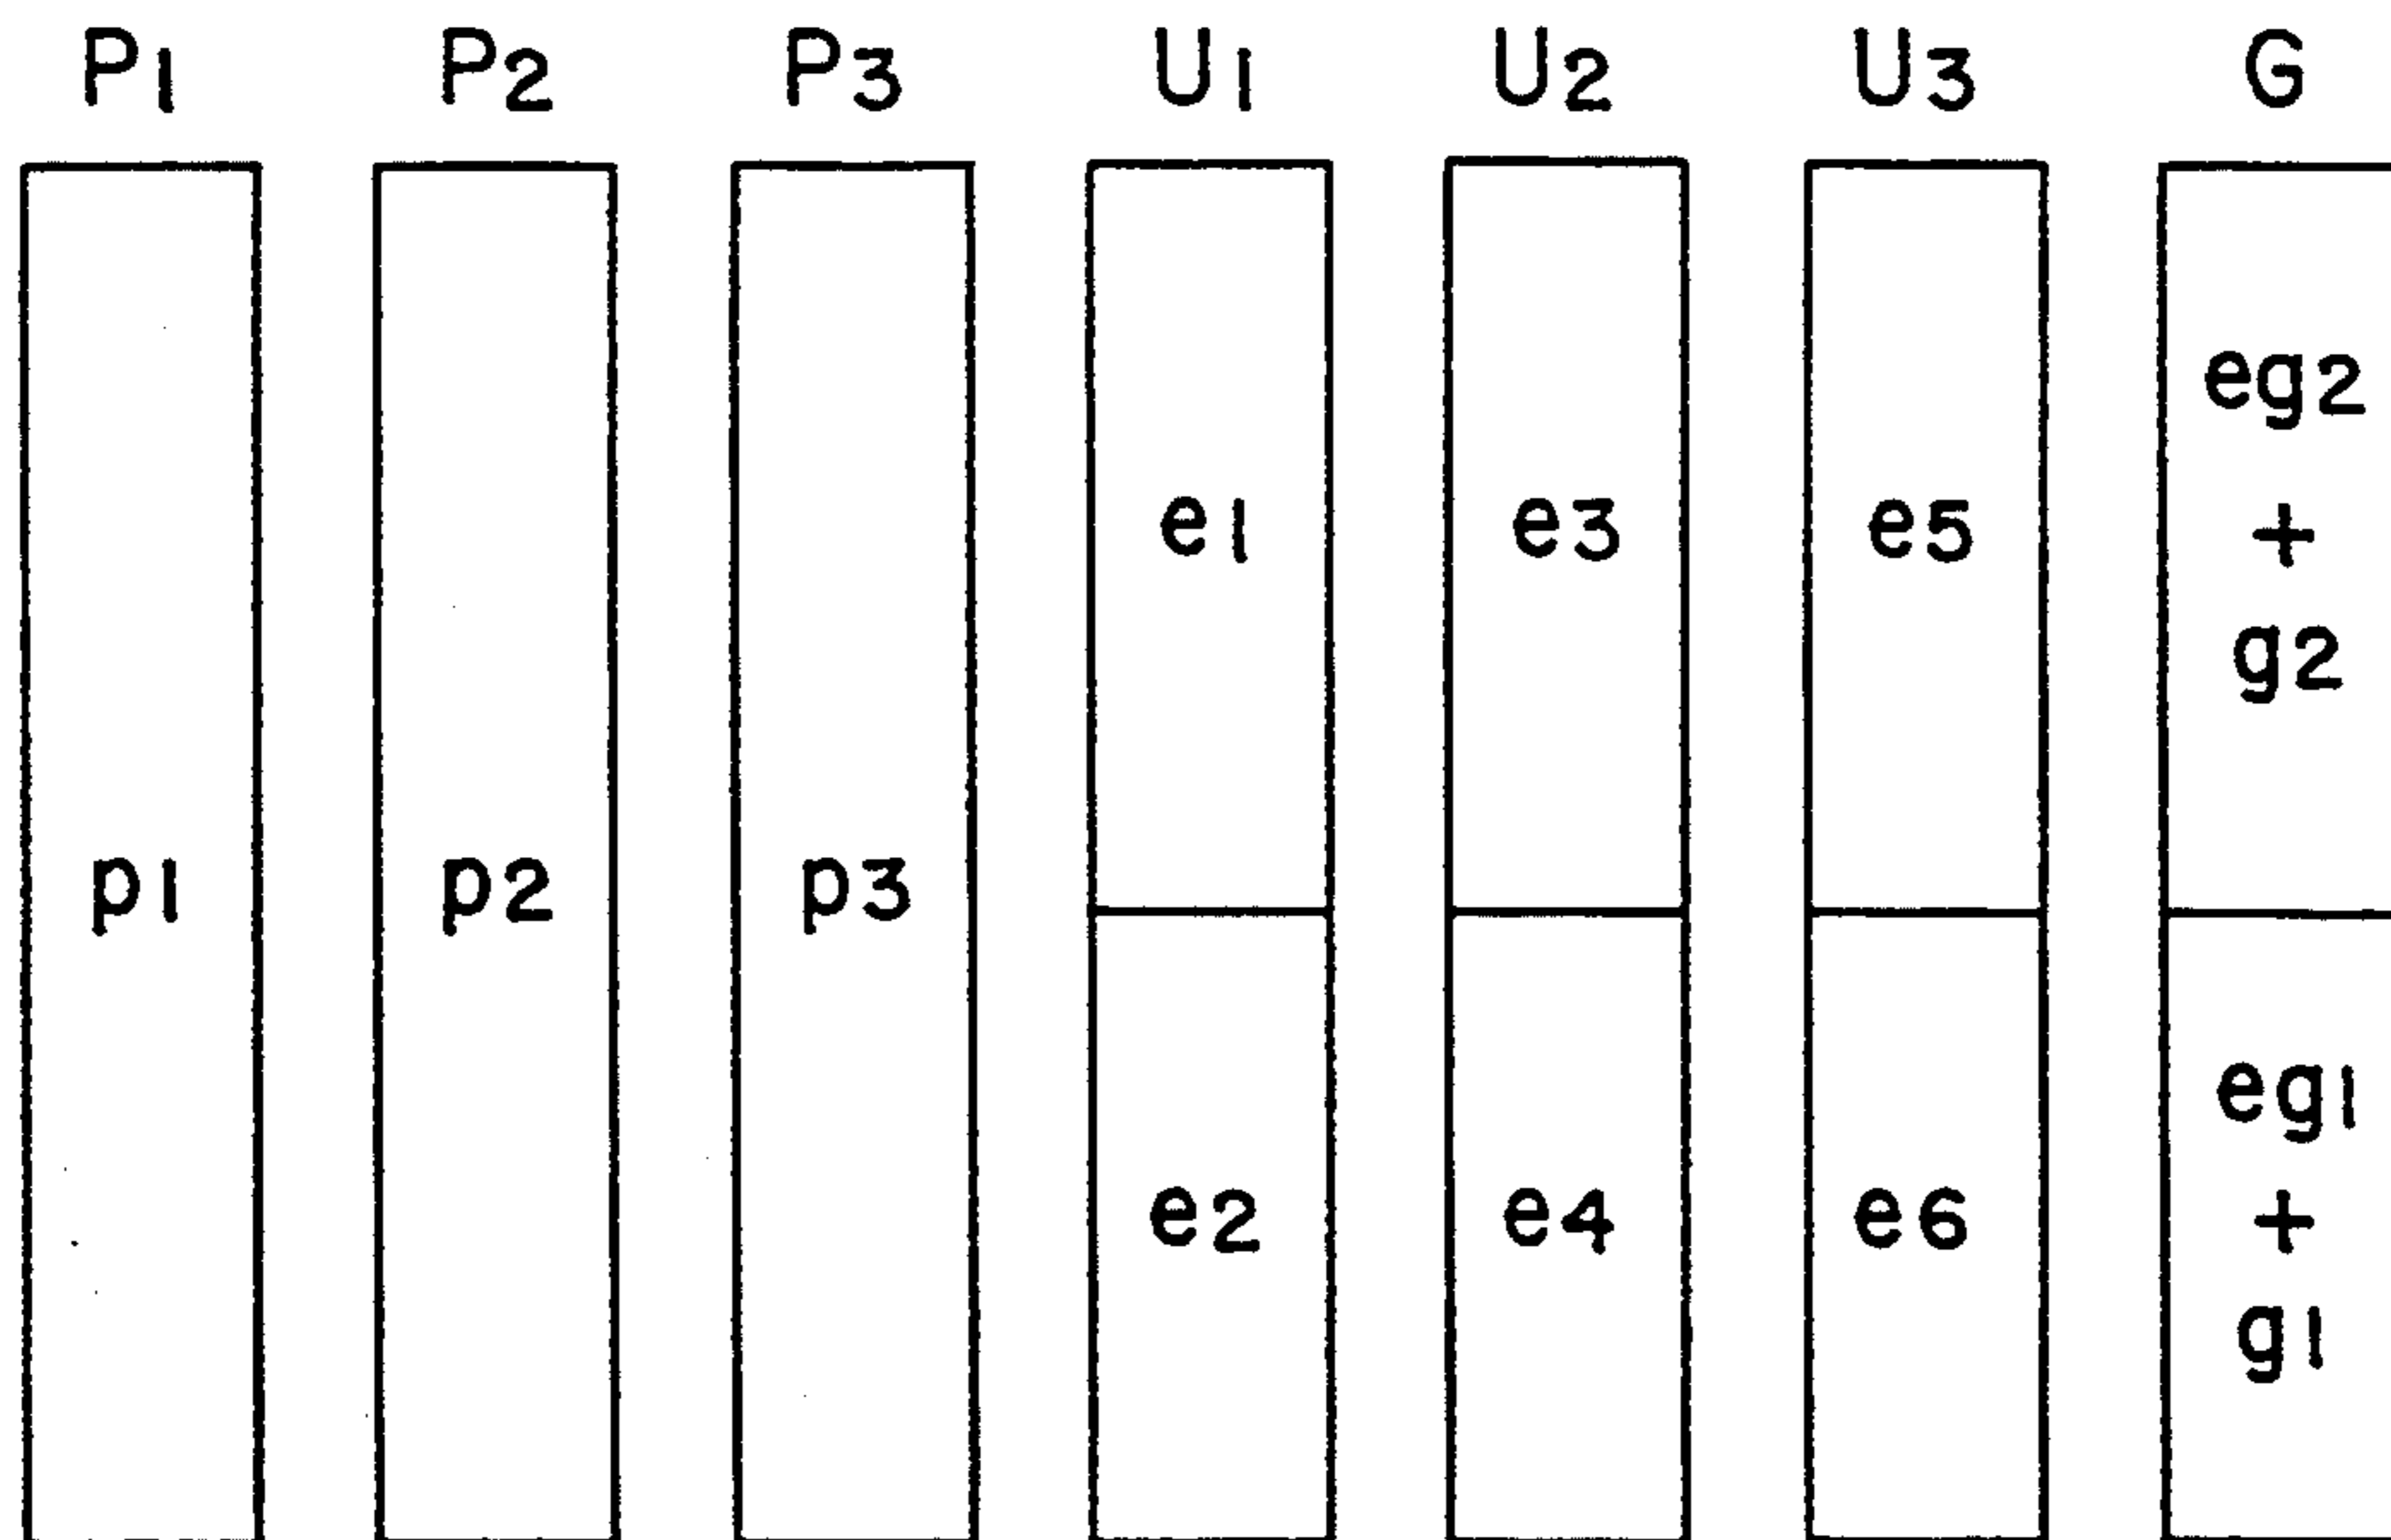 P1 P2 P3 U1 U2 U3 G
eg2
e1 e3 e5 +
g2
p1 p2 p3
eg1
e2 e4 e6 +
g1